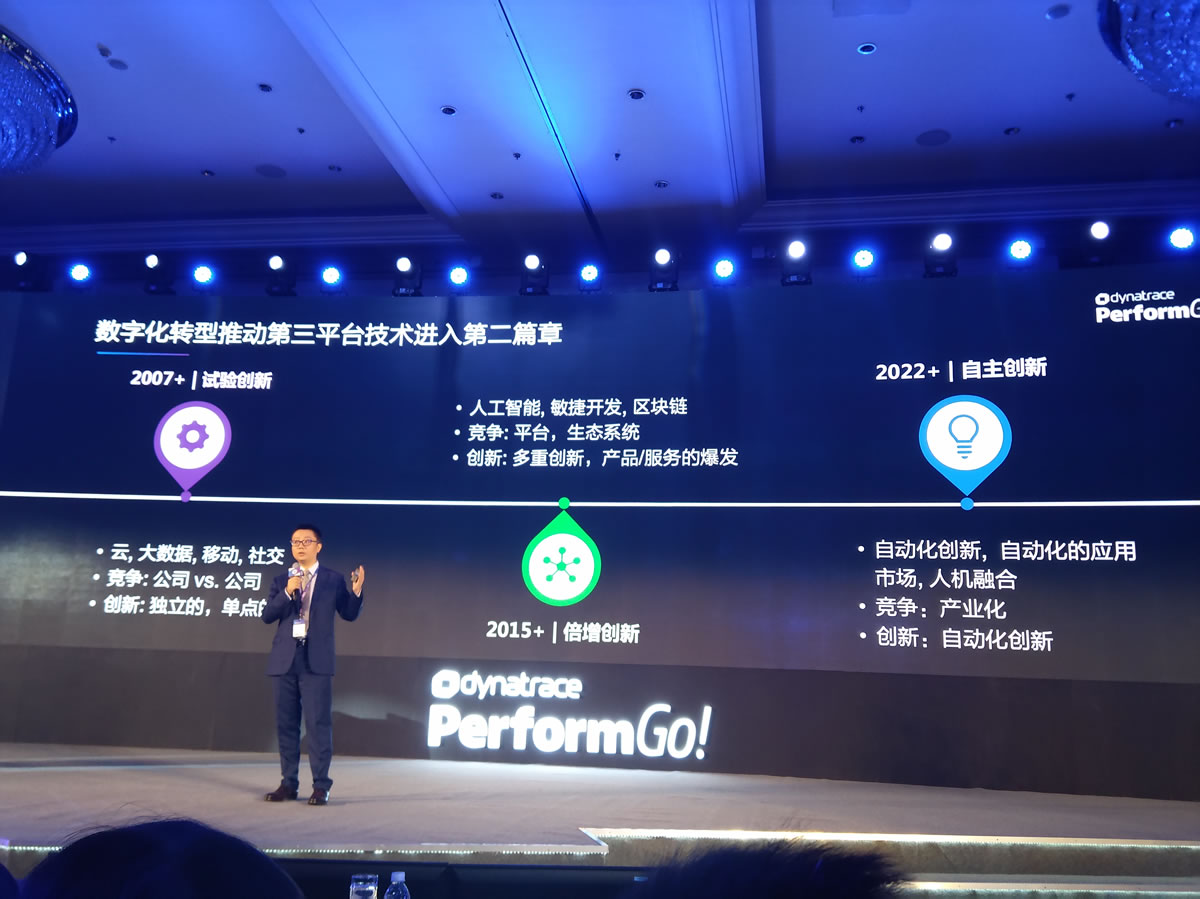 数字化转型推动第三平台技术进入第二篇章
dynatrace
Perform
2007+ | 试验创新
• 云, 大数据, 移动, 社交
• 竞争: 公司 vs. 公司
• 创新: 独立的，单点
• 人工智能, 敏捷开发, 区块链
• 竞争: 平台，生态系统
• 创新: 多重创新，产品/服务的爆发
2015+ | 倍增创新
2022+ | 自主创新
• 自动化创新，自动化的应用
市场, 人机融合
• 竞争：产业化
• 创新：自动化创新
dynatrace
PerformGo!